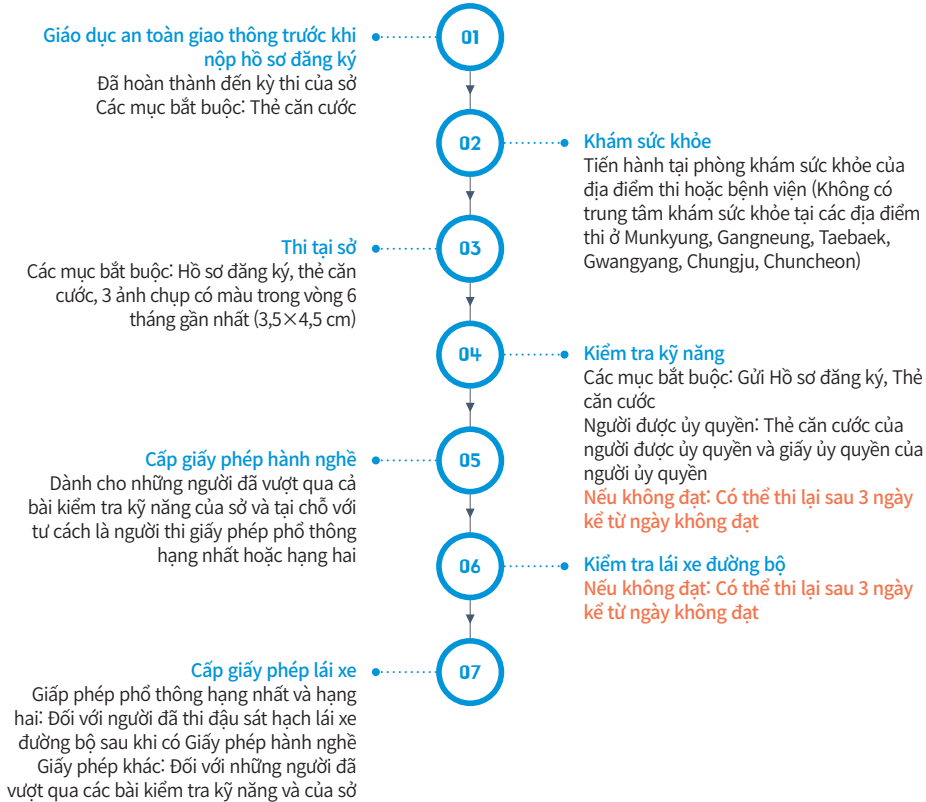 01
Giáo dục an toàn giao thông trước khi
nộp hồ sơ đăng ký
Đã hoàn thành đến kỳ thi của sở
Các mục bắt buộc: Thẻ căn cước
02
Khám sức khỏe
Tiến hành tại phòng khám sức khỏe của
địa điểm thi hoặc bệnh viện (Không có
trung tâm khám sức khỏe tại các địa điểm
thi ở Munkyung, Gangneung, Taebaek,
Gwangyang, Chungju, Chuncheon)
03
Thi tại sở
Các mục bắt buộc: Hồ sơ đăng ký, thẻ căn
cước, 3 ảnh chụp có màu trong vòng 6
tháng gần nhất (3,5×4,5 cm)
04
Kiểm tra kỹ năng
Các mục bắt buộc: Gửi Hồ sơ đăng ký, Thẻ
căn cước
Người được ủy quyền: Thẻ căn cước của
người được ủy quyền và giấy ủy quyền của
người ủy quyền
Nếu không đạt: Có thể thi lại sau 3 ngày
kể từ ngày không đạt
05
Cấp giấy phép hành nghề
Dành cho những người đã vượt qua cả
bài kiểm tra kỹ năng của sở và tại chỗ với
tư cách là người thi giấy phép phổ thông
hạng nhất hoặc hạng hai
06
Kiểm tra lái xe đường bộ
Nếu không đạt: Có thể thi lại sau 3 ngày
kể từ ngày không đạt
07
Cấp giấy phép lái xe
Giấp phép phổ thông hạng nhất và hạng
hai: Đối với người đã thi đậu sát hạch lái xe
đường bộ sau khi có Giấy phép hành nghề
Giấy phép khác: Đối với những người đã
vượt qua các bài kiểm tra kỹ năng và của sở